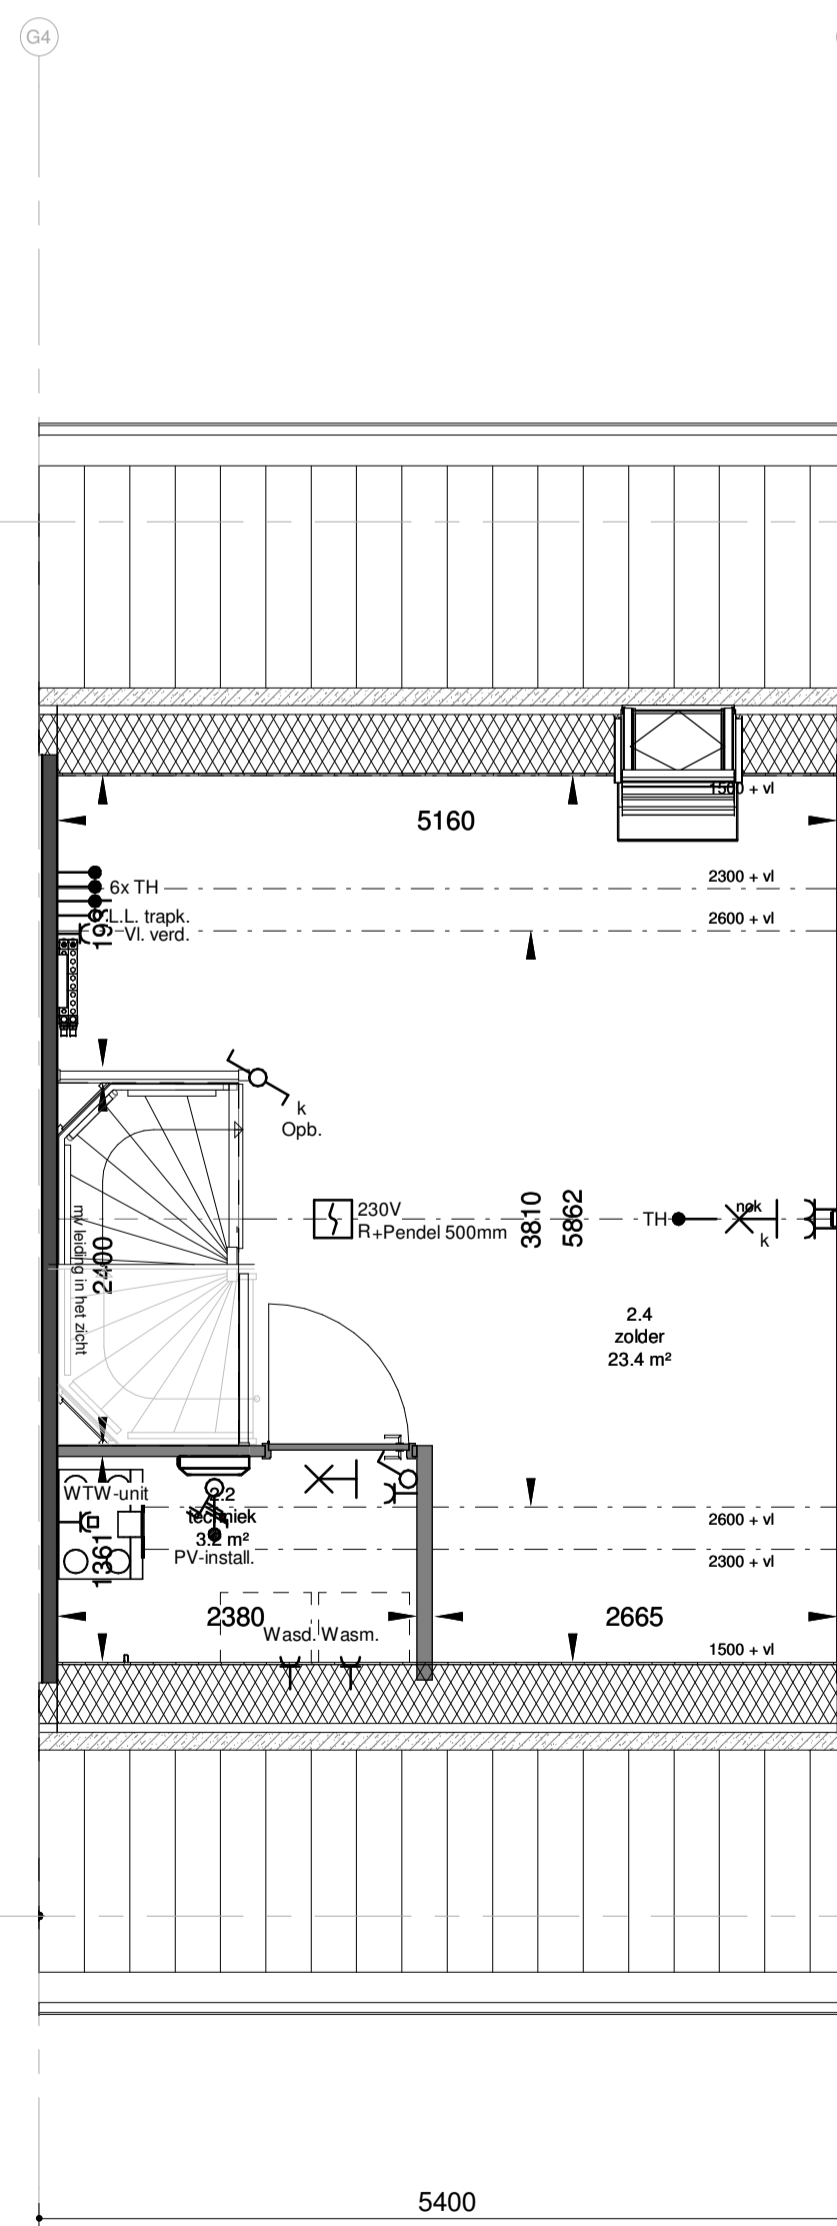 G4
1500 + vl
5160
2300 + vl
6x TH
2600 + vl
L.L. trapk.
Vl. verd.
k
Opb.
230V
R+Pendel 500mm
3810
5862
TH
nok
k
mv leiding in het zicht
2400
2.4
zolder
23.4 m²
WTW-unit
2.2
techniek
3.2 m²
PV-install.
1361
2600 + vl
2300 + vl
2380
2665
Wasd. Wasm.
1500 + vl
5400